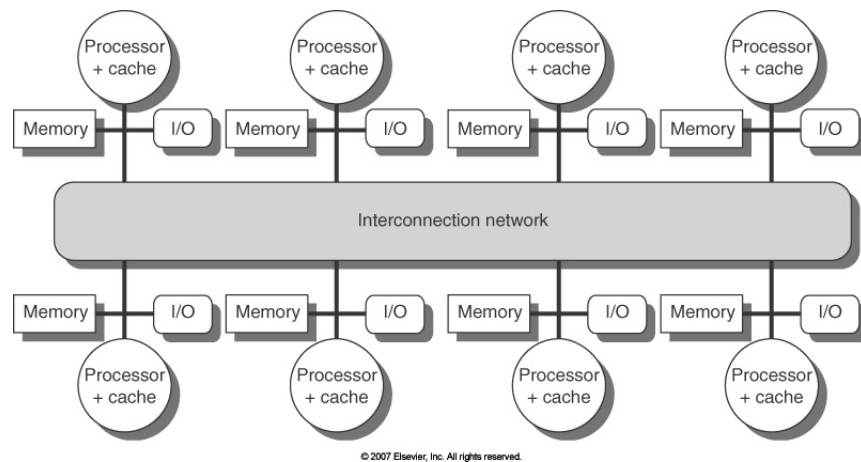 Processor
+ cache
Processor
+ cache
Processor
+ cache
Processor
+ cache
Memory
I/O
Memory
I/O
Memory
I/O
Memory
I/O
Interconnection network
Memory
I/O
Memory
I/O
Memory
I/O
Memory
I/O
Processor
+ cache
Processor
+ cache
Processor
+ cache
Processor
+ cache
© 2007 Elsevier, Inc. All rights reserved.